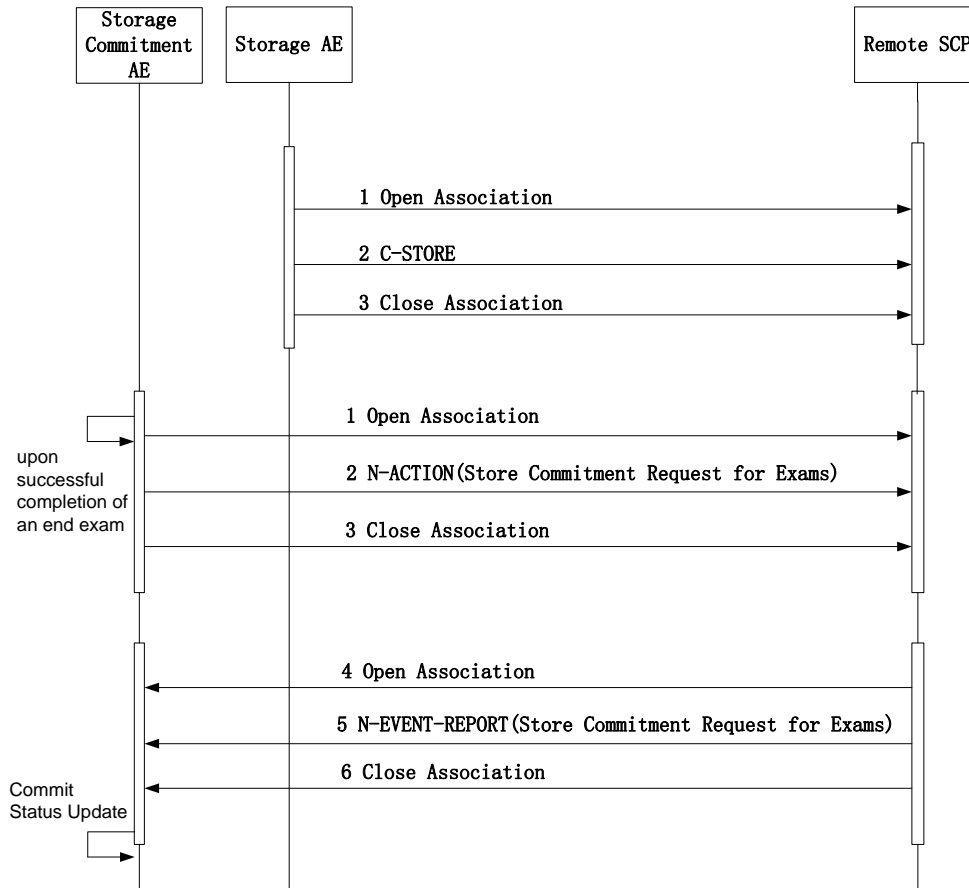 Storage
Commitment
AE
Storage AE
Remote SCP
1 Open Association
2 C-STORE
3 Close Association
1 Open Association
upon
successful
completion of
an end exam
2 N-ACTION(Store Commitment Request for Exams)
3 Close Association
4 Open Association
5 N-EVENT-REPORT(Store Commitment Request for Exams)
6 Close Association
Commit
Status Update